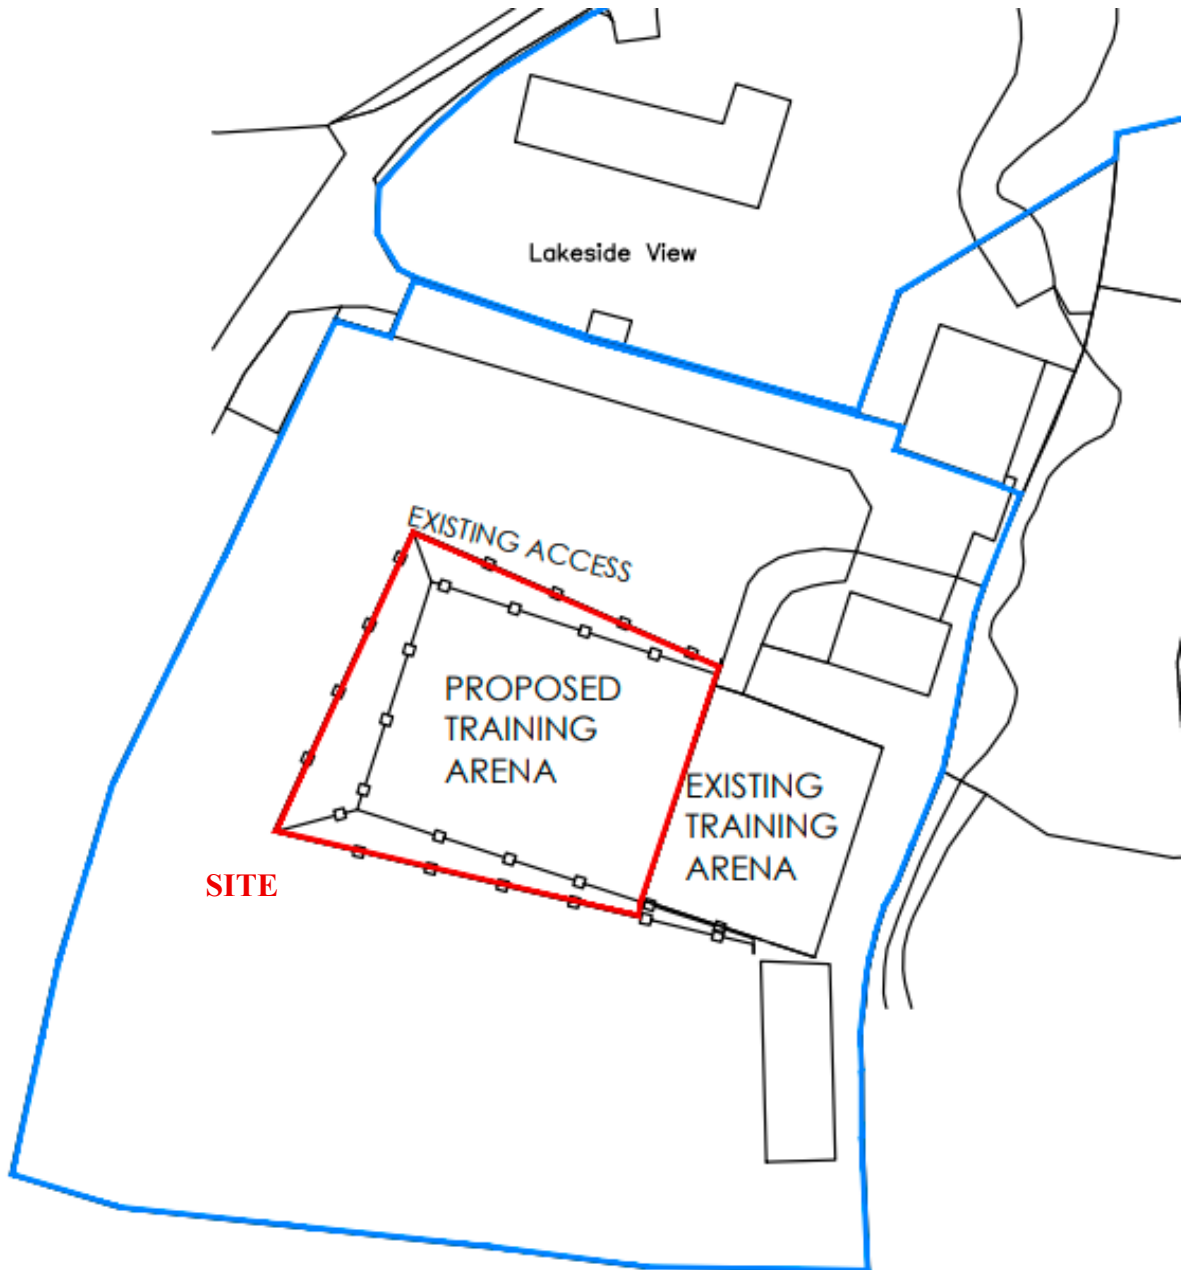 Lakeside View
EXISTING ACCESS
PROPOSED
TRAINING
ARENA
EXISTING
TRAINING
ARENA
SITE